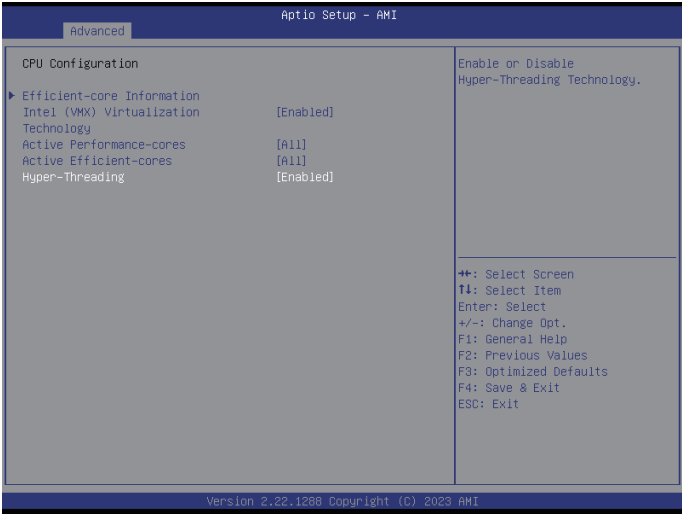 Aptio Setup - AMI
Advanced
CPU Configuration
Efficient-core Information
Intel (VMX) Virtualization [Enabled]
Technology
Active Performance-cores [All]
Active Efficient-cores [All]
Hyper-Threading [Enabled]
Enable or Disable
Hyper-Threading Technology.
→←: Select Screen
↑↓: Select Item
Enter: Select
+/-: Change Opt.
F1: General Help
F2: Previous Values
F3: Optimized Defaults
F4: Save & Exit
ESC: Exit
Version 2.22.1288 Copyright (C) 2023 AMI